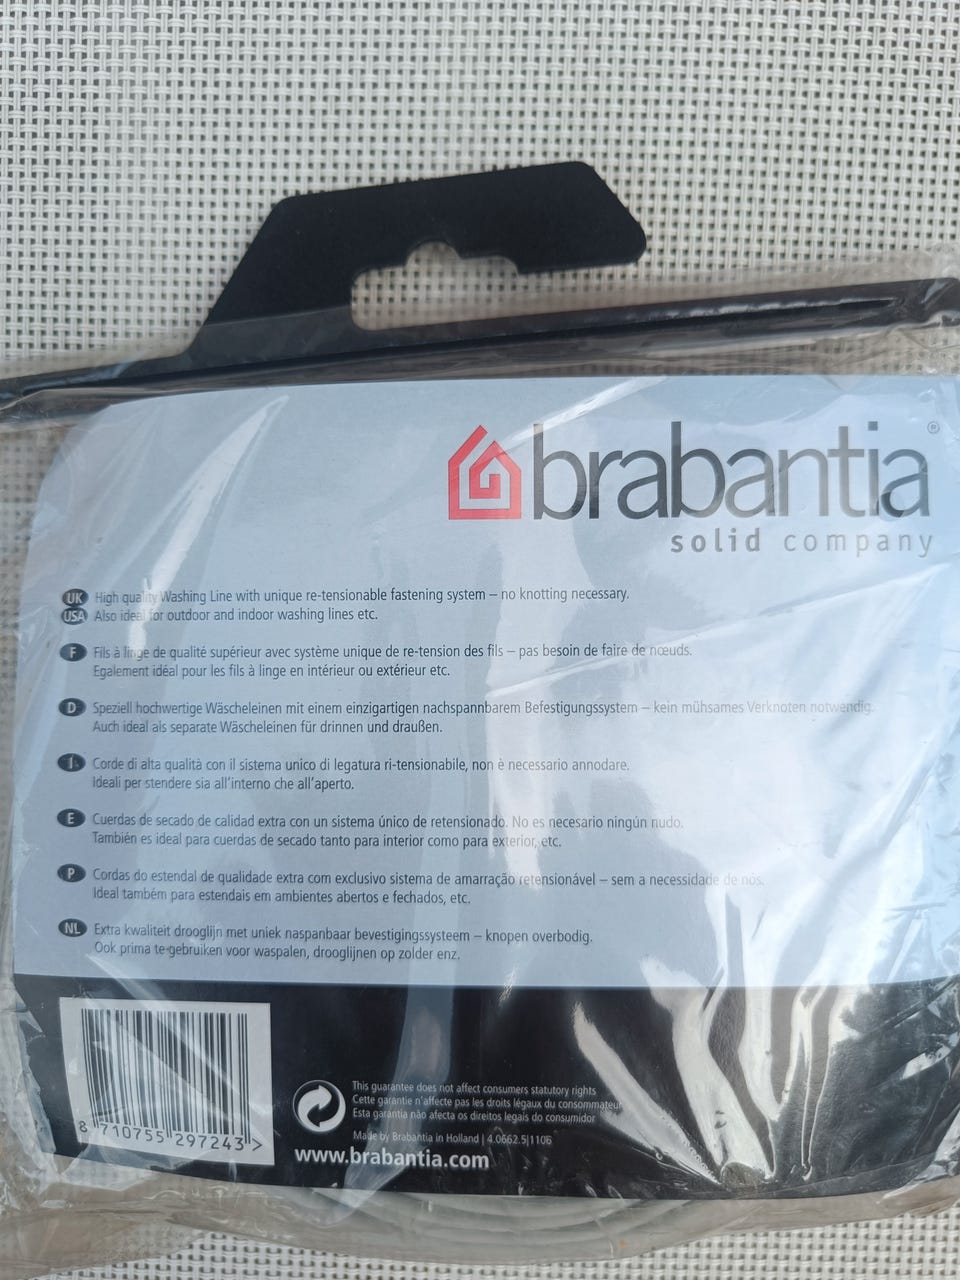 brabantia®
solid company
UK High quality Washing Line with unique re-tensionable fastening system – no knotting necessary.
USA Also ideal for outdoor and indoor washing lines etc.
F Fils à linge de qualité supérieur avec système unique de re-tension des fils – pas besoin de faire de nœuds.
Egalement idéal pour les fils à linge en intérieur ou extérieur etc.
D Speziell hochwertige Wäscheleinen mit einem einzigartigen nachspannbarem Befestigungssystem – kein mühsames Verknoten notwendig.
Auch ideal als separate Wäscheleinen für drinnen und draußen.
I Corde di alta qualità con il sistema unico di legatura ri-tensionabile, non è necessario annodare.
Ideali per stendere sia all'interno che all'aperto.
E Cuerdas de secado de calidad extra con un sistema único de retensionado. No es necesario ningún nudo.
También es ideal para cuerdas de secado tanto para interior como para exterior, etc.
P Cordas do estendal de qualidade extra com exclusivo sistema de amarração retensionável – sem a necessidade de nós.
Ideal também para estendais em ambientes abertos e fechados, etc.
NL Extra kwaliteit drooglijn met uniek naspanbaar bevestigingssysteem – knopen overbodig.
Ook prima te gebruiken voor waspalen, drooglijnen op zolder enz.
This guarantee does not affect consumers statutory rights
Cette garantie n'affecte pas les droits légaux du consommateur
Esta garantia não afecta os direitos legais do consumidor
Made by Brabantia in Holland | 4.0662.5|1106
www.brabantia.com
8 710755 297243 >